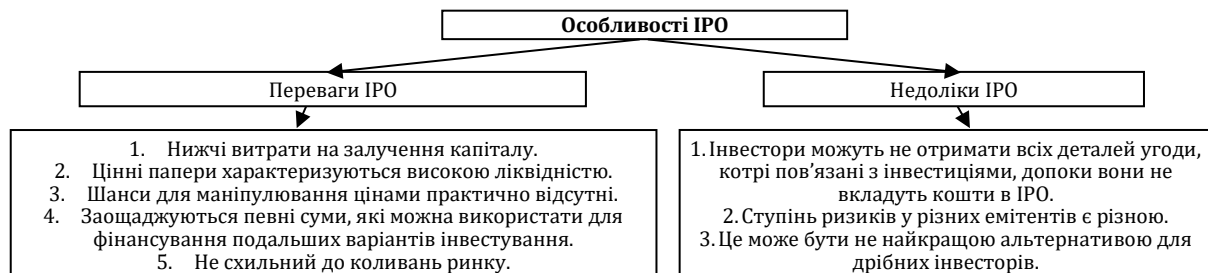 Особливості IPO
Переваги IPO
Недоліки IPO
1. Нижчі витрати на залучення капіталу.
2. Цінні папери характеризуються високою ліквідністю.
3. Шанси для маніпулювання цінами практично відсутні.
4. Заощаджуються певні суми, які можна використати для
фінансування подальших варіантів інвестування.
5. Не схильний до коливань ринку.
1. Інвестори можуть не отримати всіх деталей угоди,
котрі пов’язані з інвестиціями, допоки вони не
вкладуть кошти в IPO.
2. Ступінь ризиків у різних емітентів є різною.
3. Це може бути не найкращою альтернативою для
дрібних інвесторів.